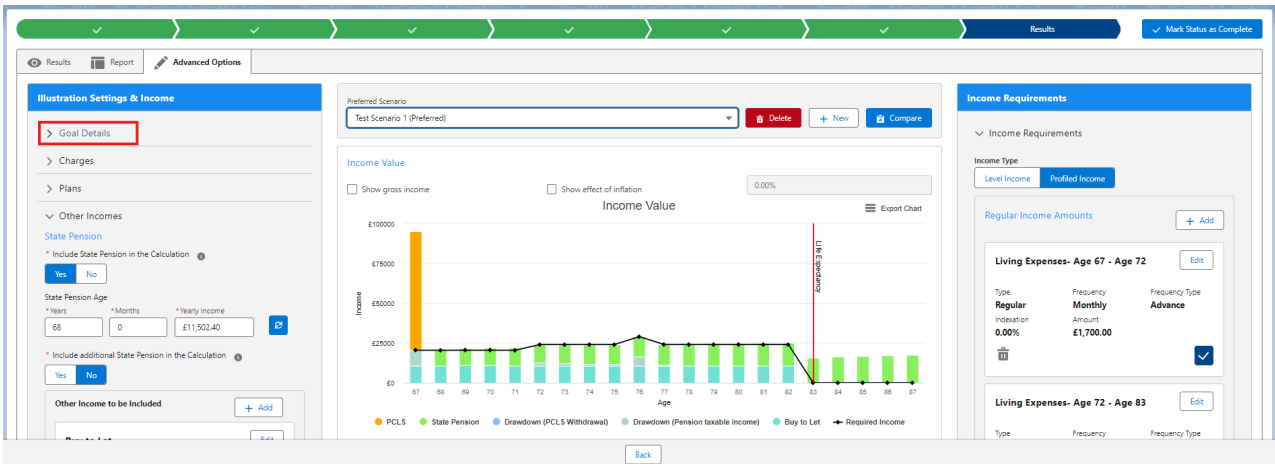 Results
Mark Status as Complete
Results
Report
Advanced Options
Illustration Settings & Income
Goal Details
Charges
Plans
Other Incomes
State Pension
* Include State Pension in the Calculation
Yes
No
State Pension Age
* Years
* Months
* Yearly Income
68
0
£11,502.40
* Include additional State Pension in the Calculation
Yes
No
Other Income to be Included
+ Add
Buy to Let
Edit
Preferred Scenario
Test Scenario 1 (Preferred)
Delete
+ New
Compare
Income Value
Show gross income
Show effect of inflation
0.00%
Income Value
Export Chart
£100000
£75000
£50000
£25000
£0
Income
Life Expectancy
67 68 69 70 71 72 73 74 75 76 77 78 79 80 81 82 83 84 85 86 87
Age
PCLS
State Pension
Drawdown (PCLS Withdrawal)
Drawdown (Pension taxable income)
Buy to Let
Required Income
Income Requirements
Income Requirements
Income Type
Level Income
Profiled Income
Regular Income Amounts
+ Add
Living Expenses- Age 67 - Age 72
Edit
Type
Frequency
Frequency Type
Regular
Monthly
Advance
Indexation
Amount
0.00%
£1,700.00
Living Expenses- Age 72 - Age 83
Edit
Type
Frequency
Frequency Type
Back